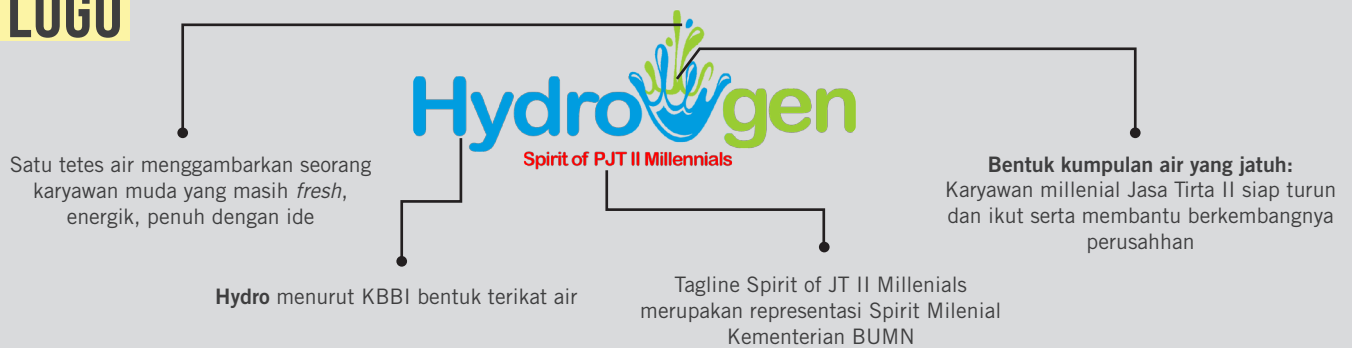 LOGO
Hydrogen
Spirit of PJT II Millennials
Satu tetes air menggambarkan seorang
karyawan muda yang masih fresh,
energik, penuh dengan ide
Hydro menurut KBBI bentuk terikat air
Tagline Spirit of JT II Millenials
merupakan representasi Spirit Milenial
Kementerian BUMN
Bentuk kumpulan air yang jatuh:
Karyawan millenial Jasa Tirta II siap turun
dan ikut serta membantu berkembangnya
perusahhan